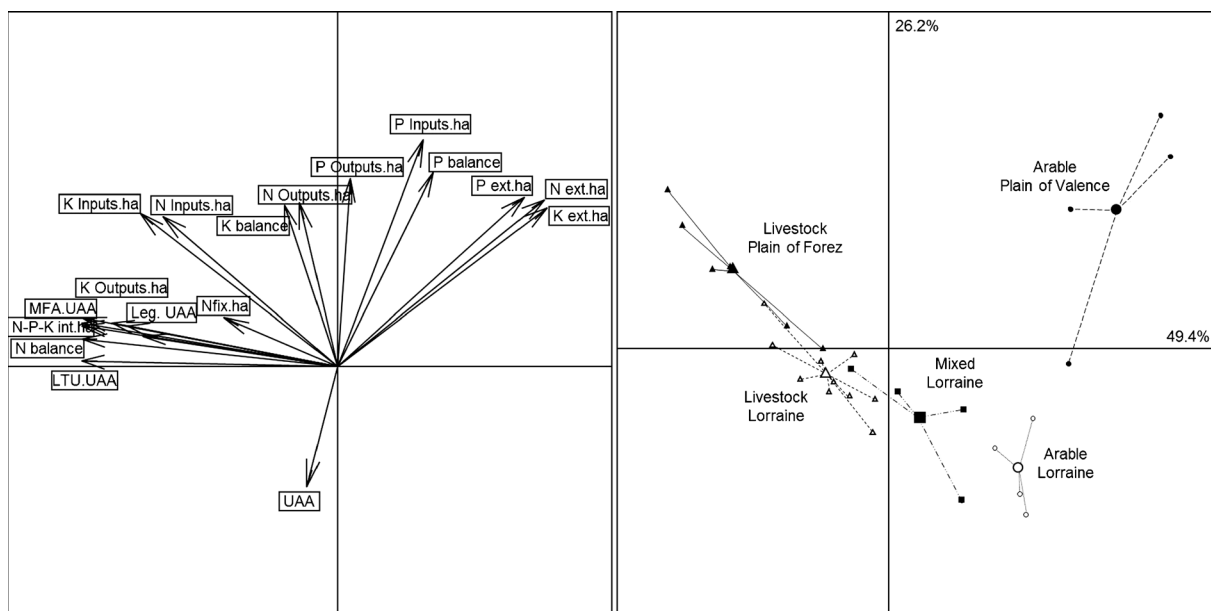 P Inputs.ha
P Outputs.ha
P balance
P ext.ha
N ext.ha
K ext.ha
K Inputs.ha
N Inputs.ha
N Outputs.ha
K balance
K Outputs.ha
MFA.UAA
Leg. UAA
Nfix.ha
N-P-K int.h
N balance
LTU.UAA
UAA
26.2%
Arable
Plain of Valence
Livestock
Plain of Forez
49.4%
Mixed
Lorraine
Livestock
Lorraine
Arable
Lorraine